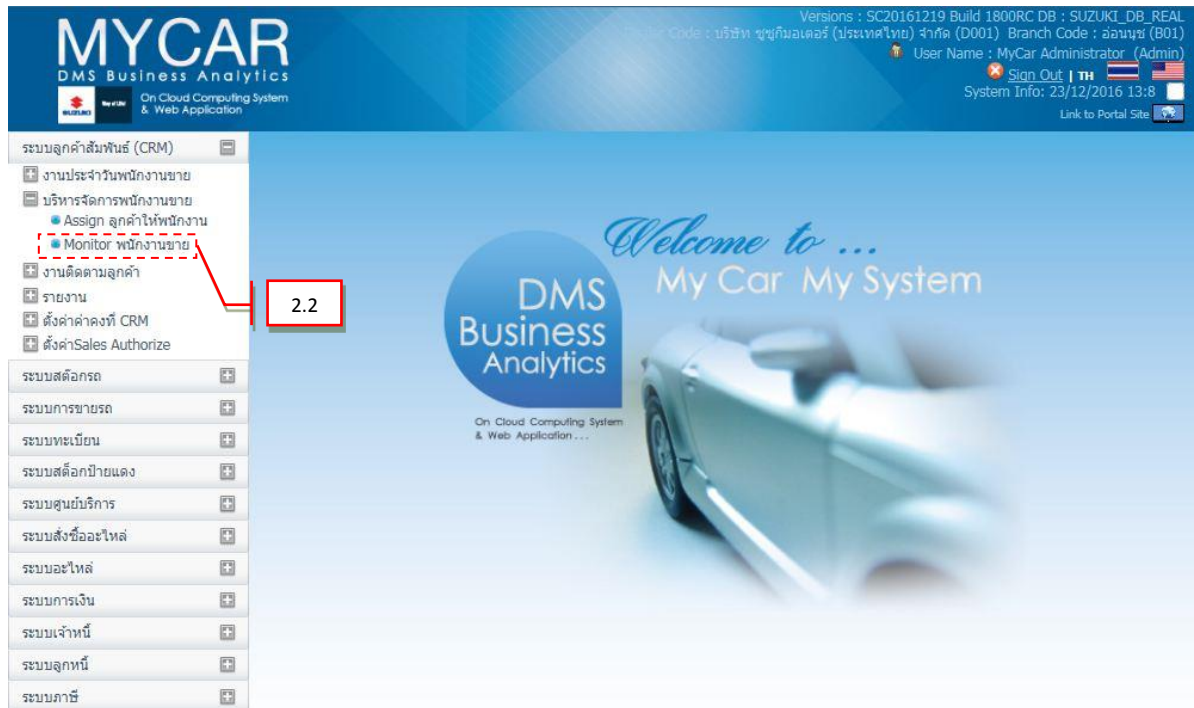 MYCAR
DMS Business Analytics
SUZUKI
Way of Life!
On Cloud Computing System
& Web Application
Versions : SC20161219 Build 1800RC DB : SUZUKI_DB_REAL
Code : บริษัท ซูซูกิมอเตอร์ (ประเทศไทย) จำกัด (D001) Branch Code : อ่อนนุช (B01)
User Name : MyCar Administrator (Admin)
Sign Out | TH
System Info: 23/12/2016 13:8
Link to Portal Site
ระบบลูกค้าสัมพันธ์ (CRM)
งานประจำวันพนักงานขาย
บริหารจัดการพนักงานขาย
Assign ลูกค้าให้พนักงาน
Monitor พนักงานขาย
งานติดตามลูกค้า
รายงาน
ตั้งค่าค่าคงที่ CRM
ตั้งค่าSales Authorize
ระบบสต๊อกรถ
ระบบการขายรถ
ระบบทะเบียน
ระบบสต็อกป้ายแดง
ระบบศูนย์บริการ
ระบบสั่งซื้ออะไหล่
ระบบอะไหล่
ระบบการเงิน
ระบบเจ้าหนี้
ระบบลูกหนี้
ระบบภาษี
2.2
Welcome to ...
My Car My System
DMS
Business
Analytics
On Cloud Computing System
& Web Application . . .